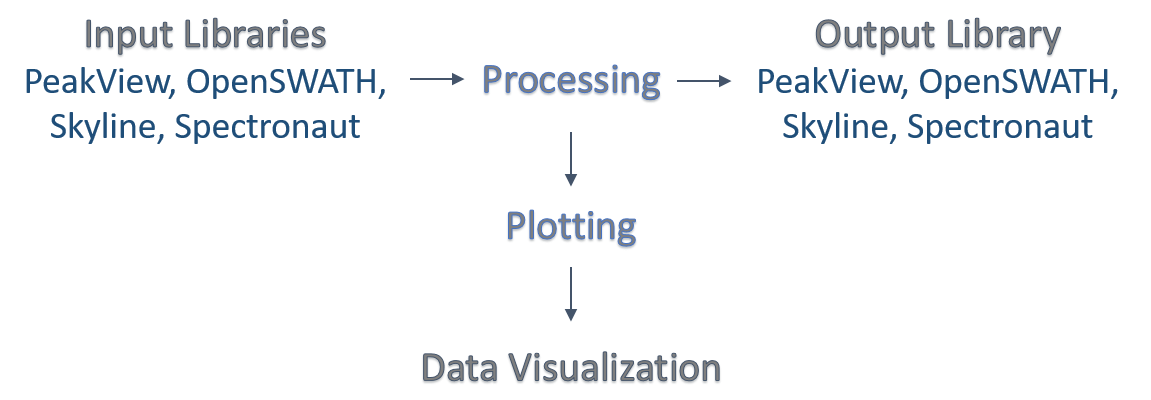 Input Libraries
PeakView, OpenSWATH,
Skyline, Spectronaut
Processing
Output Library
PeakView, OpenSWATH,
Skyline, Spectronaut
Plotting
Data Visualization